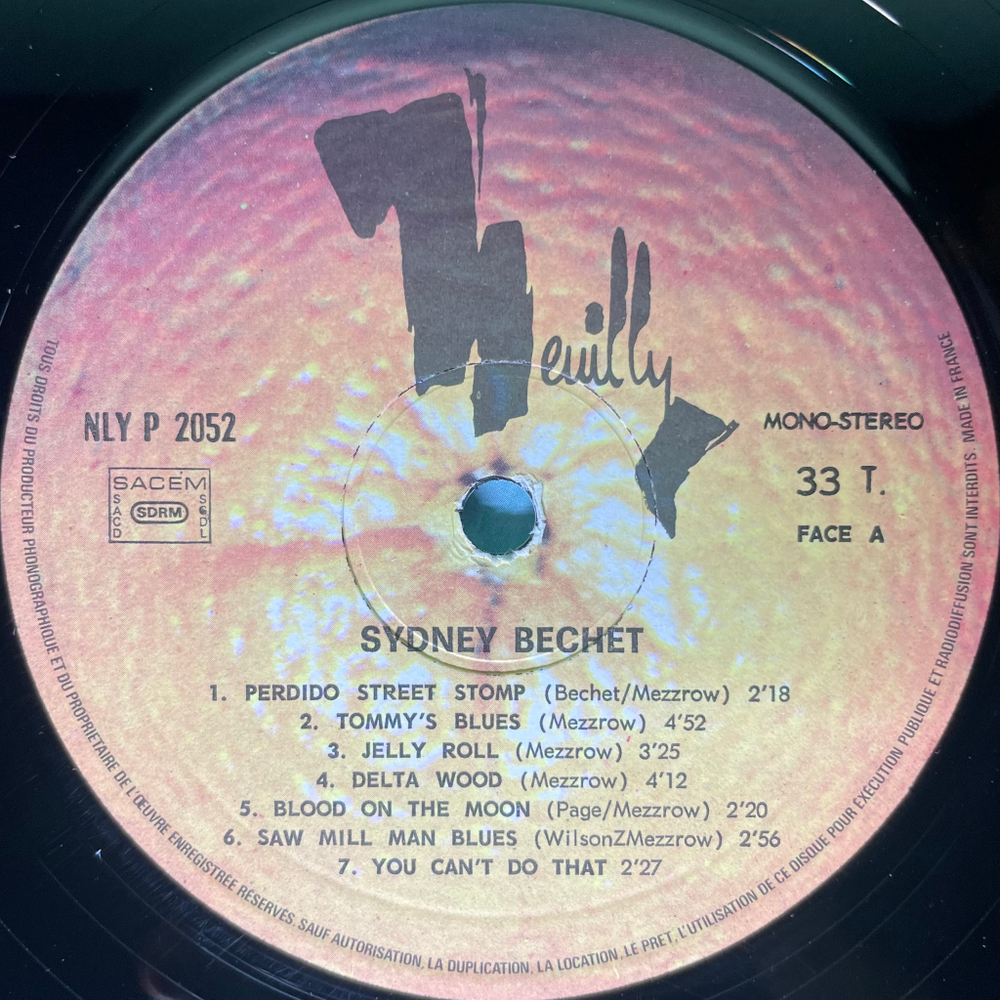 Neuilly
NLY P 2052
SACEM
SACD
SDRM
SGDL
MONO-STEREO
33 T.
FACE A
SYDNEY BECHET
1. PERDIDO STREET STOMP (Bechet/Mezzrow) 2'18
2. TOMMY'S BLUES (Mezzrow) 4'52
3. JELLY ROLL (Mezzrow) 3'25
4. DELTA WOOD (Mezzrow) 4'12
5. BLOOD ON THE MOON (Page/Mezzrow) 2'20
6. SAW MILL MAN BLUES (WilsonZMezzrow) 2'56
7. YOU CAN'T DO THAT 2'27
TOUS DROITS DU PRODUCTEUR PHONOGRAPHIQUE ET DU PROPRIETAIRE DE L'ŒUVRE ENREGISTREE RÉSERVES. SAUF AUTORISATION, LA DUPLICATION, LA LOCATION, LE PRET, L'UTILISATION DE CE DISQUE POUR EXECUTION PUBLIQUE ET RADIODIFFUSION SONT INTERDITS. MADE IN FRANCE